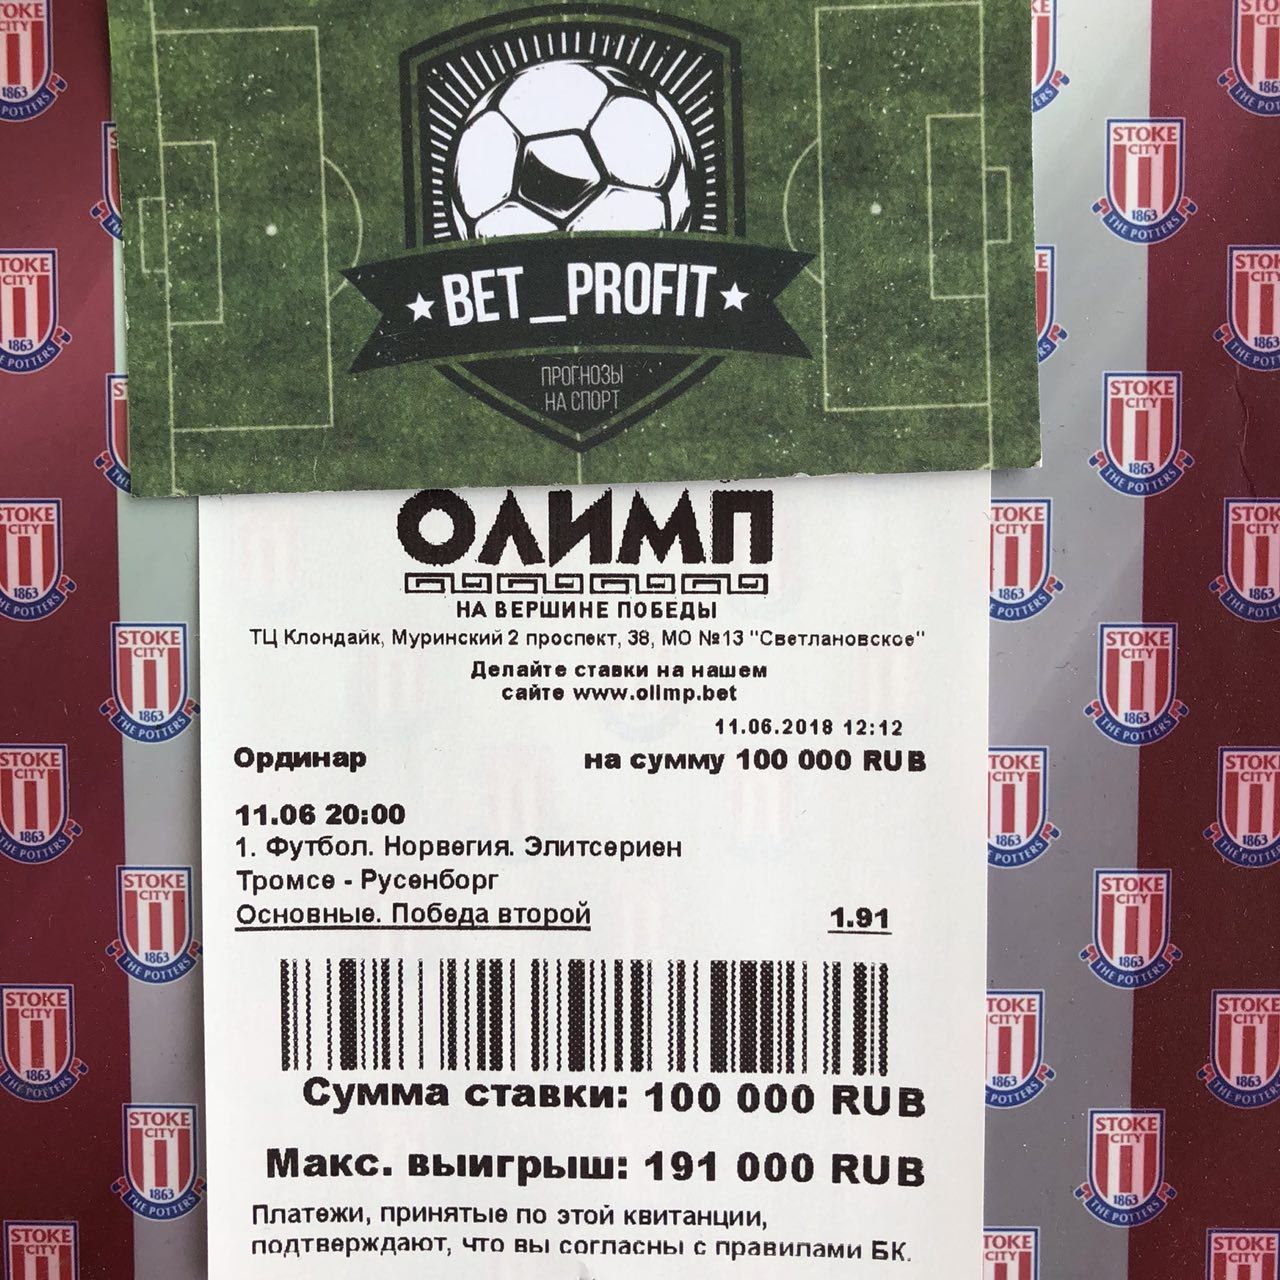 ★ BET_PROFIT ★
ПРОГНОЗЫ
НА СПОРТ
ОЛИМП
НА ВЕРШИНЕ ПОБЕДЫ
ТЦ Клондайк, Муринский 2 проспект, 38, МО №13 "Светлановское"
Делайте ставки на нашем
сайте www.olimp.bet
11.06.2018 12:12
Ординар на сумму 100 000 RUB
11.06 20:00
1. Футбол. Норвегия. Элитсериен
Тромсе - Русенборг
Основные. Победа второй 1.91
Сумма ставки: 100 000 RUB
Макс. выигрыш: 191 000 RUB
Платежи, принятые по этой квитанции,
подтверждают, что вы согласны с правилами БК.
STOKE
CITY
1863
THE POTTERS